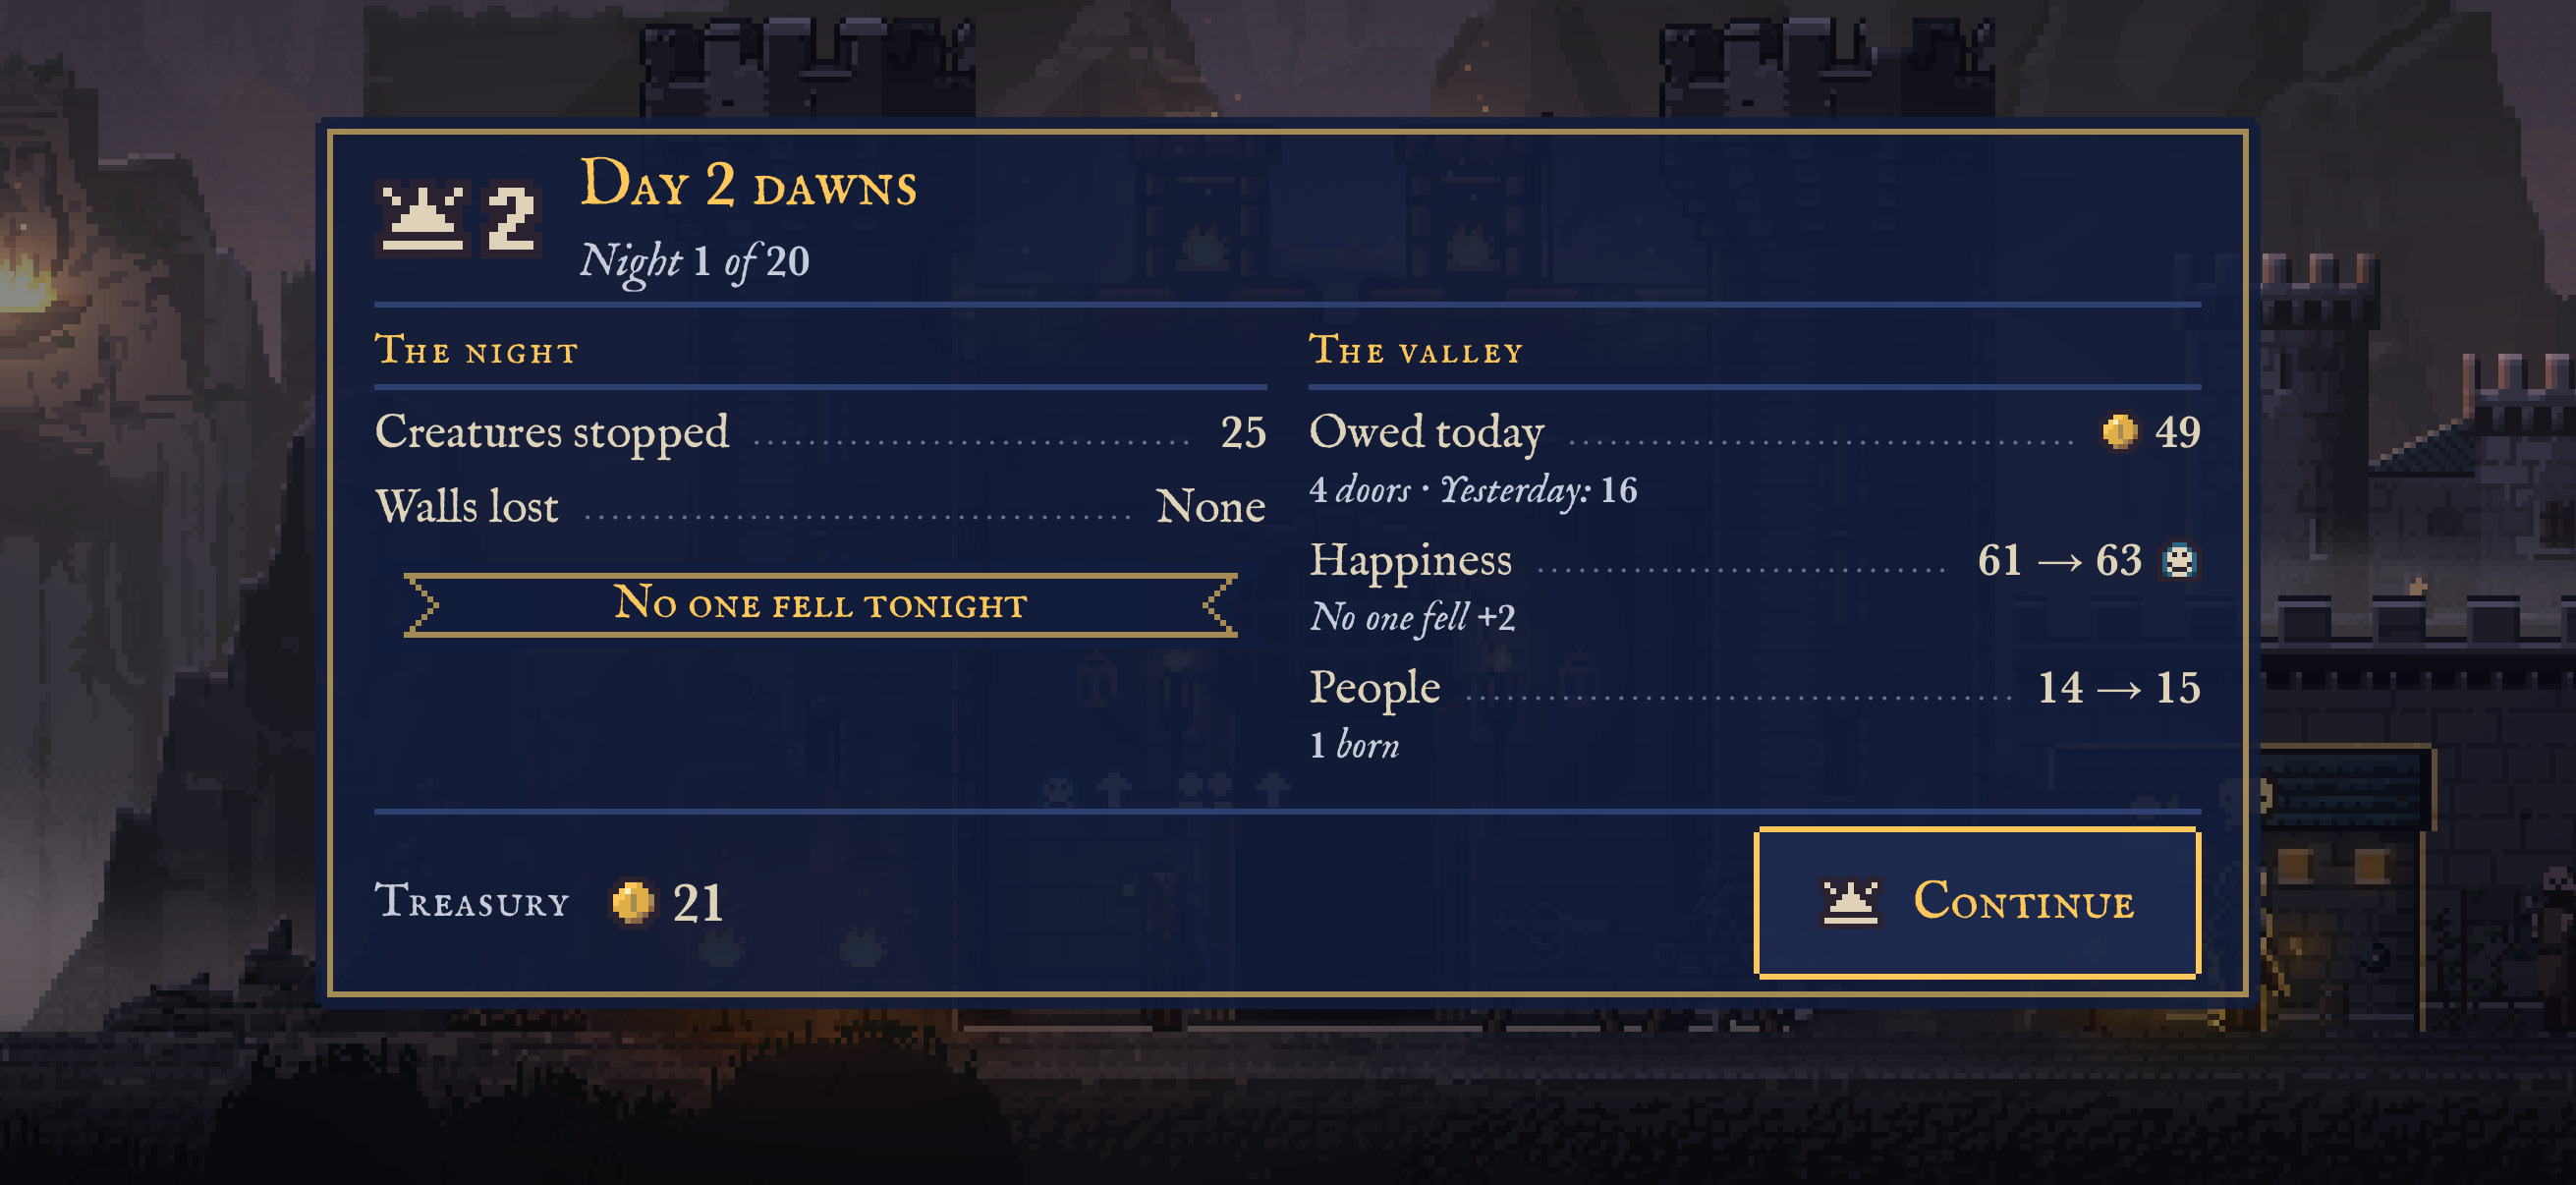 2
Day 2 dawns
Night 1 of 20
The night
Creatures stopped 25
Walls lost None
No one fell tonight
The valley
Owed today 49
4 doors · Yesterday: 16
Happiness 61 → 63
No one fell +2
People 14 → 15
1 born
Treasury 21
Continue